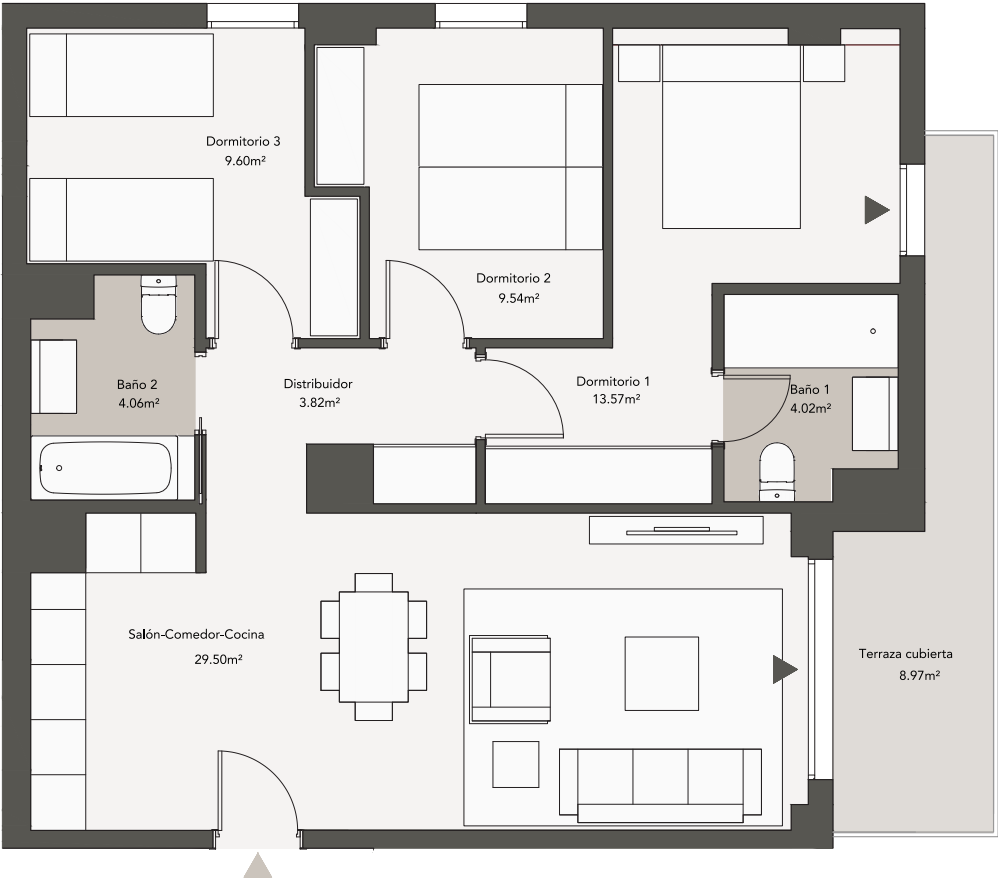 Dormitorio 3
9.60m²
Dormitorio 2
9.54m²
Dormitorio 1
13.57m²
Baño 2
4.06m²
Distribuidor
3.82m²
Baño 1
4.02m²
Salón-Comedor-Cocina
29.50m²
Terraza cubierta
8.97m²